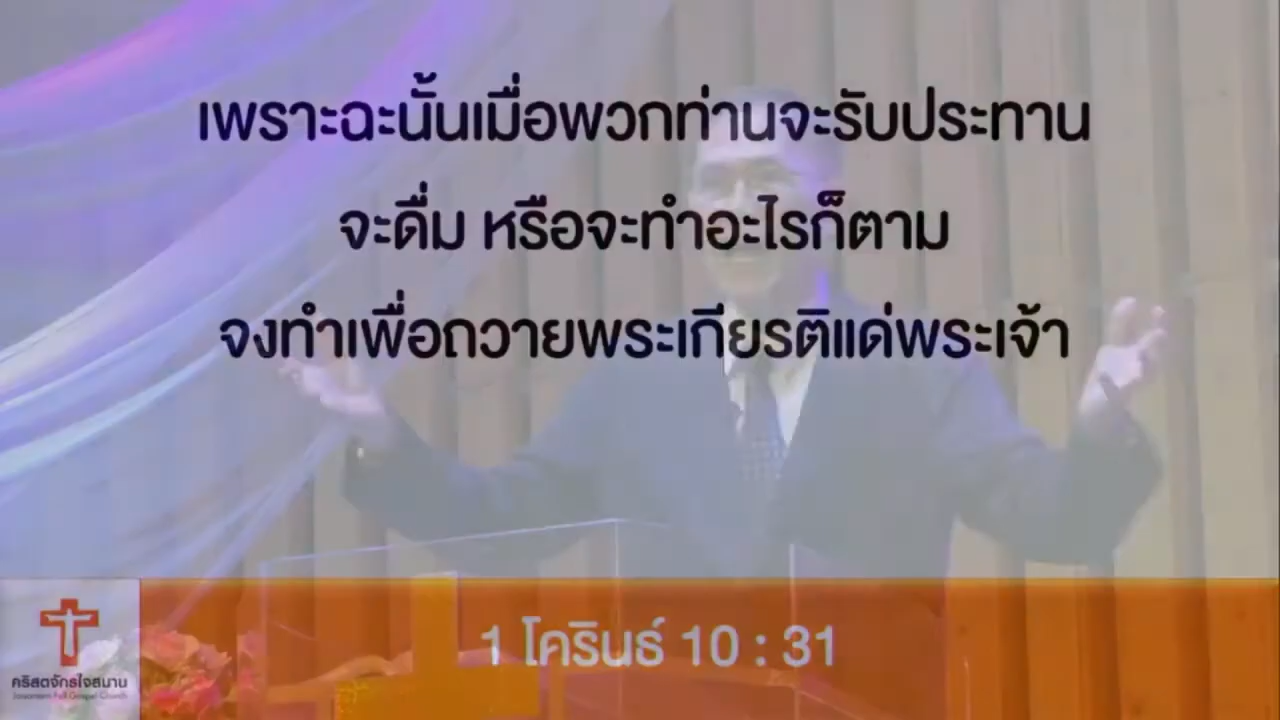 เพราะฉะนั้นเมื่อพวกท่านจะรับประทาน
จะดื่ม หรือจะทำอะไรก็ตาม
จงทำเพื่อถวายพระเกียรติแด่พระเจ้า
1 โครินธ์ 10 : 31
คริสตจักรใจสมาน
Jaisamarn Full Gospel Church